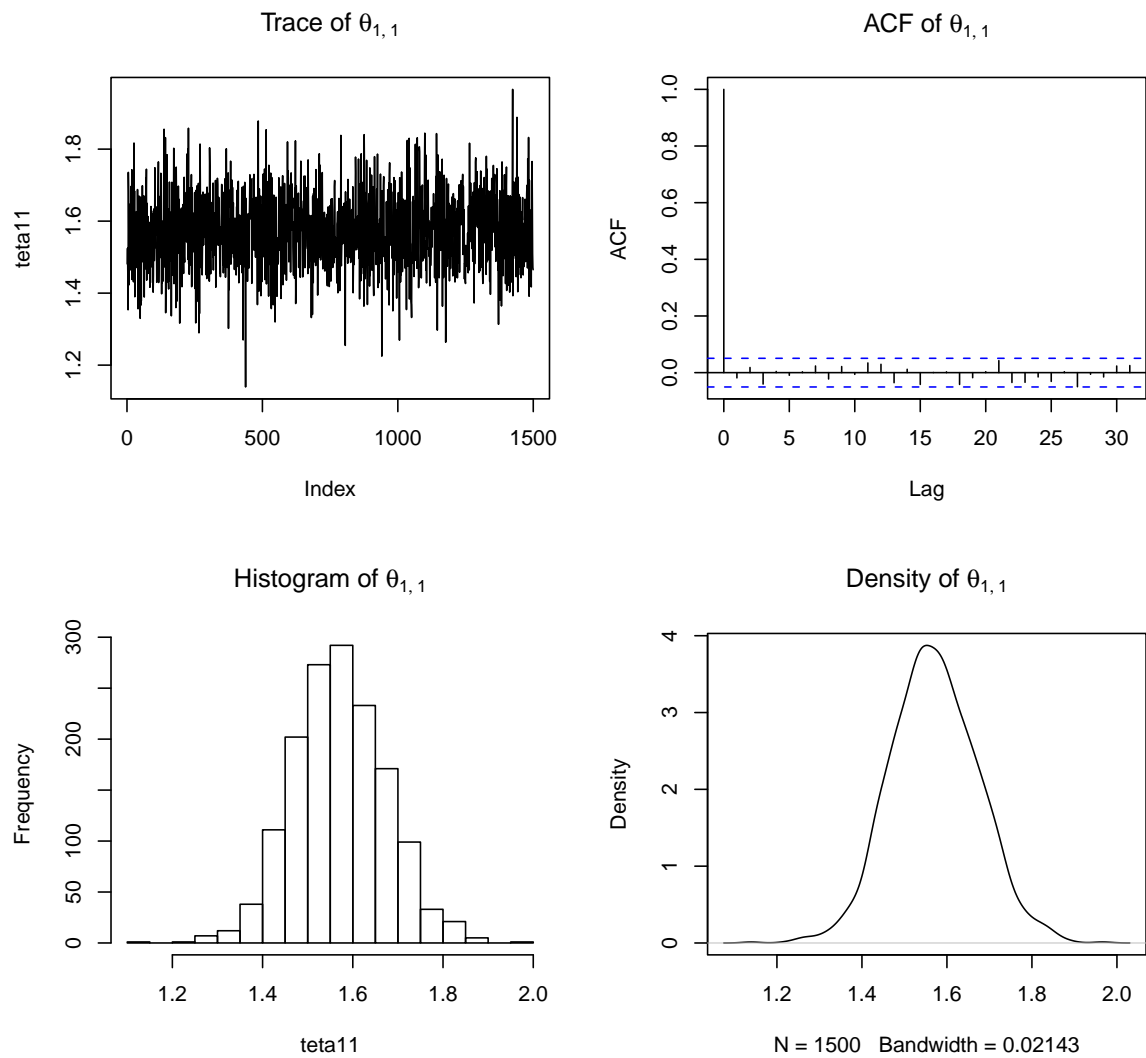 Trace of θ1, 1
teta11
1.2 1.4 1.6 1.8
0 500 1000 1500
Index
ACF of θ1, 1
ACF
0.0 0.2 0.4 0.6 0.8 1.0
0 5 10 15 20 25 30
Lag
Histogram of θ1, 1
Frequency
0 50 100 200 300
1.2 1.4 1.6 1.8 2.0
teta11
Density of θ1, 1
Density
0 1 2 3 4
1.2 1.4 1.6 1.8 2.0
N = 1500 Bandwidth = 0.02143